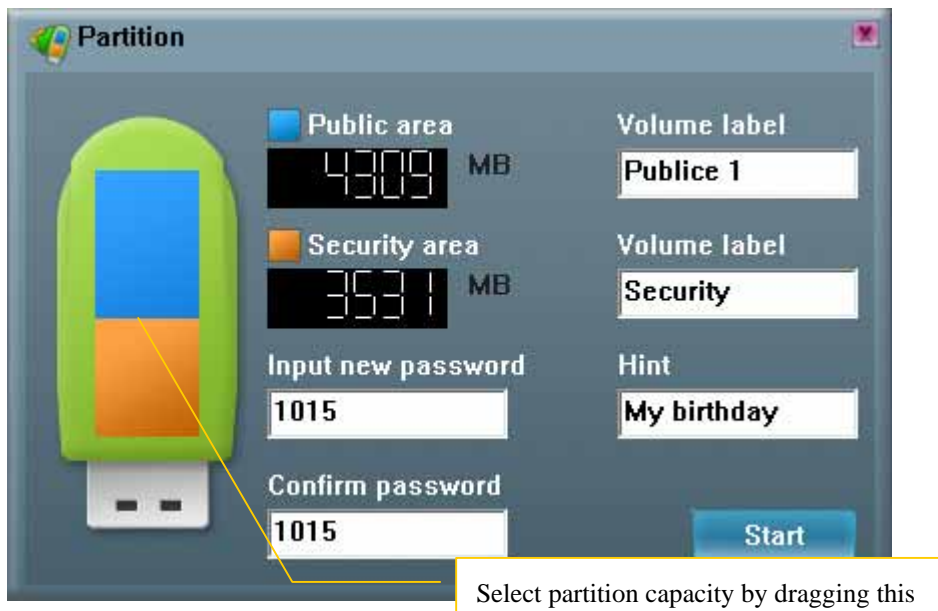 Partition
Public area
Volume label
4309 MB
Publice 1
Security area
Volume label
3531 MB
Security
Input new password
Hint
1015
My birthday
Confirm password
1015
Start
Select partition capacity by dragging this